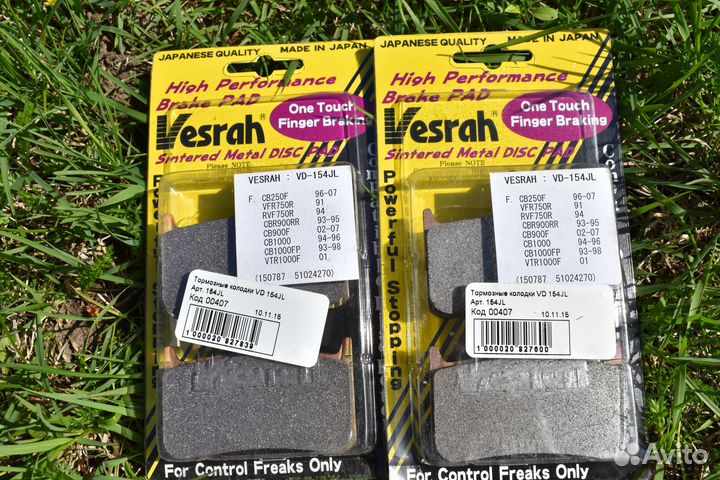 JAPANESE QUALITY MADE IN JAPAN
High Performance
Brake PAD
One Touch
Finger Braking
Vesrah®
Sintered Metal DISC PAD
Please NOTE
VESRAH : VD-154JL
F. CB250F 96-07
VFR750R 91
RVF750R 94
CBR900RR 93-95
CB900F 02-07
CB1000 94-96
CB1000FP 93-98
VTR1000F 01
(150787 51024270)
Тормозные колодки VD 154JL
Арт. 154JL
Код 00407 10.11.15
1 000020 827639
For Control Freaks Only
JAPANESE QUALITY MADE IN JAPAN
High Performance
Brake PAD
One Touch
Finger Braking
Vesrah®
Sintered Metal DISC PAD
Please NOTE
Powerful Stopping
VESRAH : VD-154JL
F. CB250F 96-07
VFR750R 91
RVF750R 94
CBR900RR 93-95
CB900F 02-07
CB1000 94-96
CB1000FP 93-98
VTR1000F 01
(150787 51024270)
Тормозные колодки VD 154JL
Арт. 154JL
Код 00407 10.11.15
1 000020 827600
For Control Freaks Only
Avito